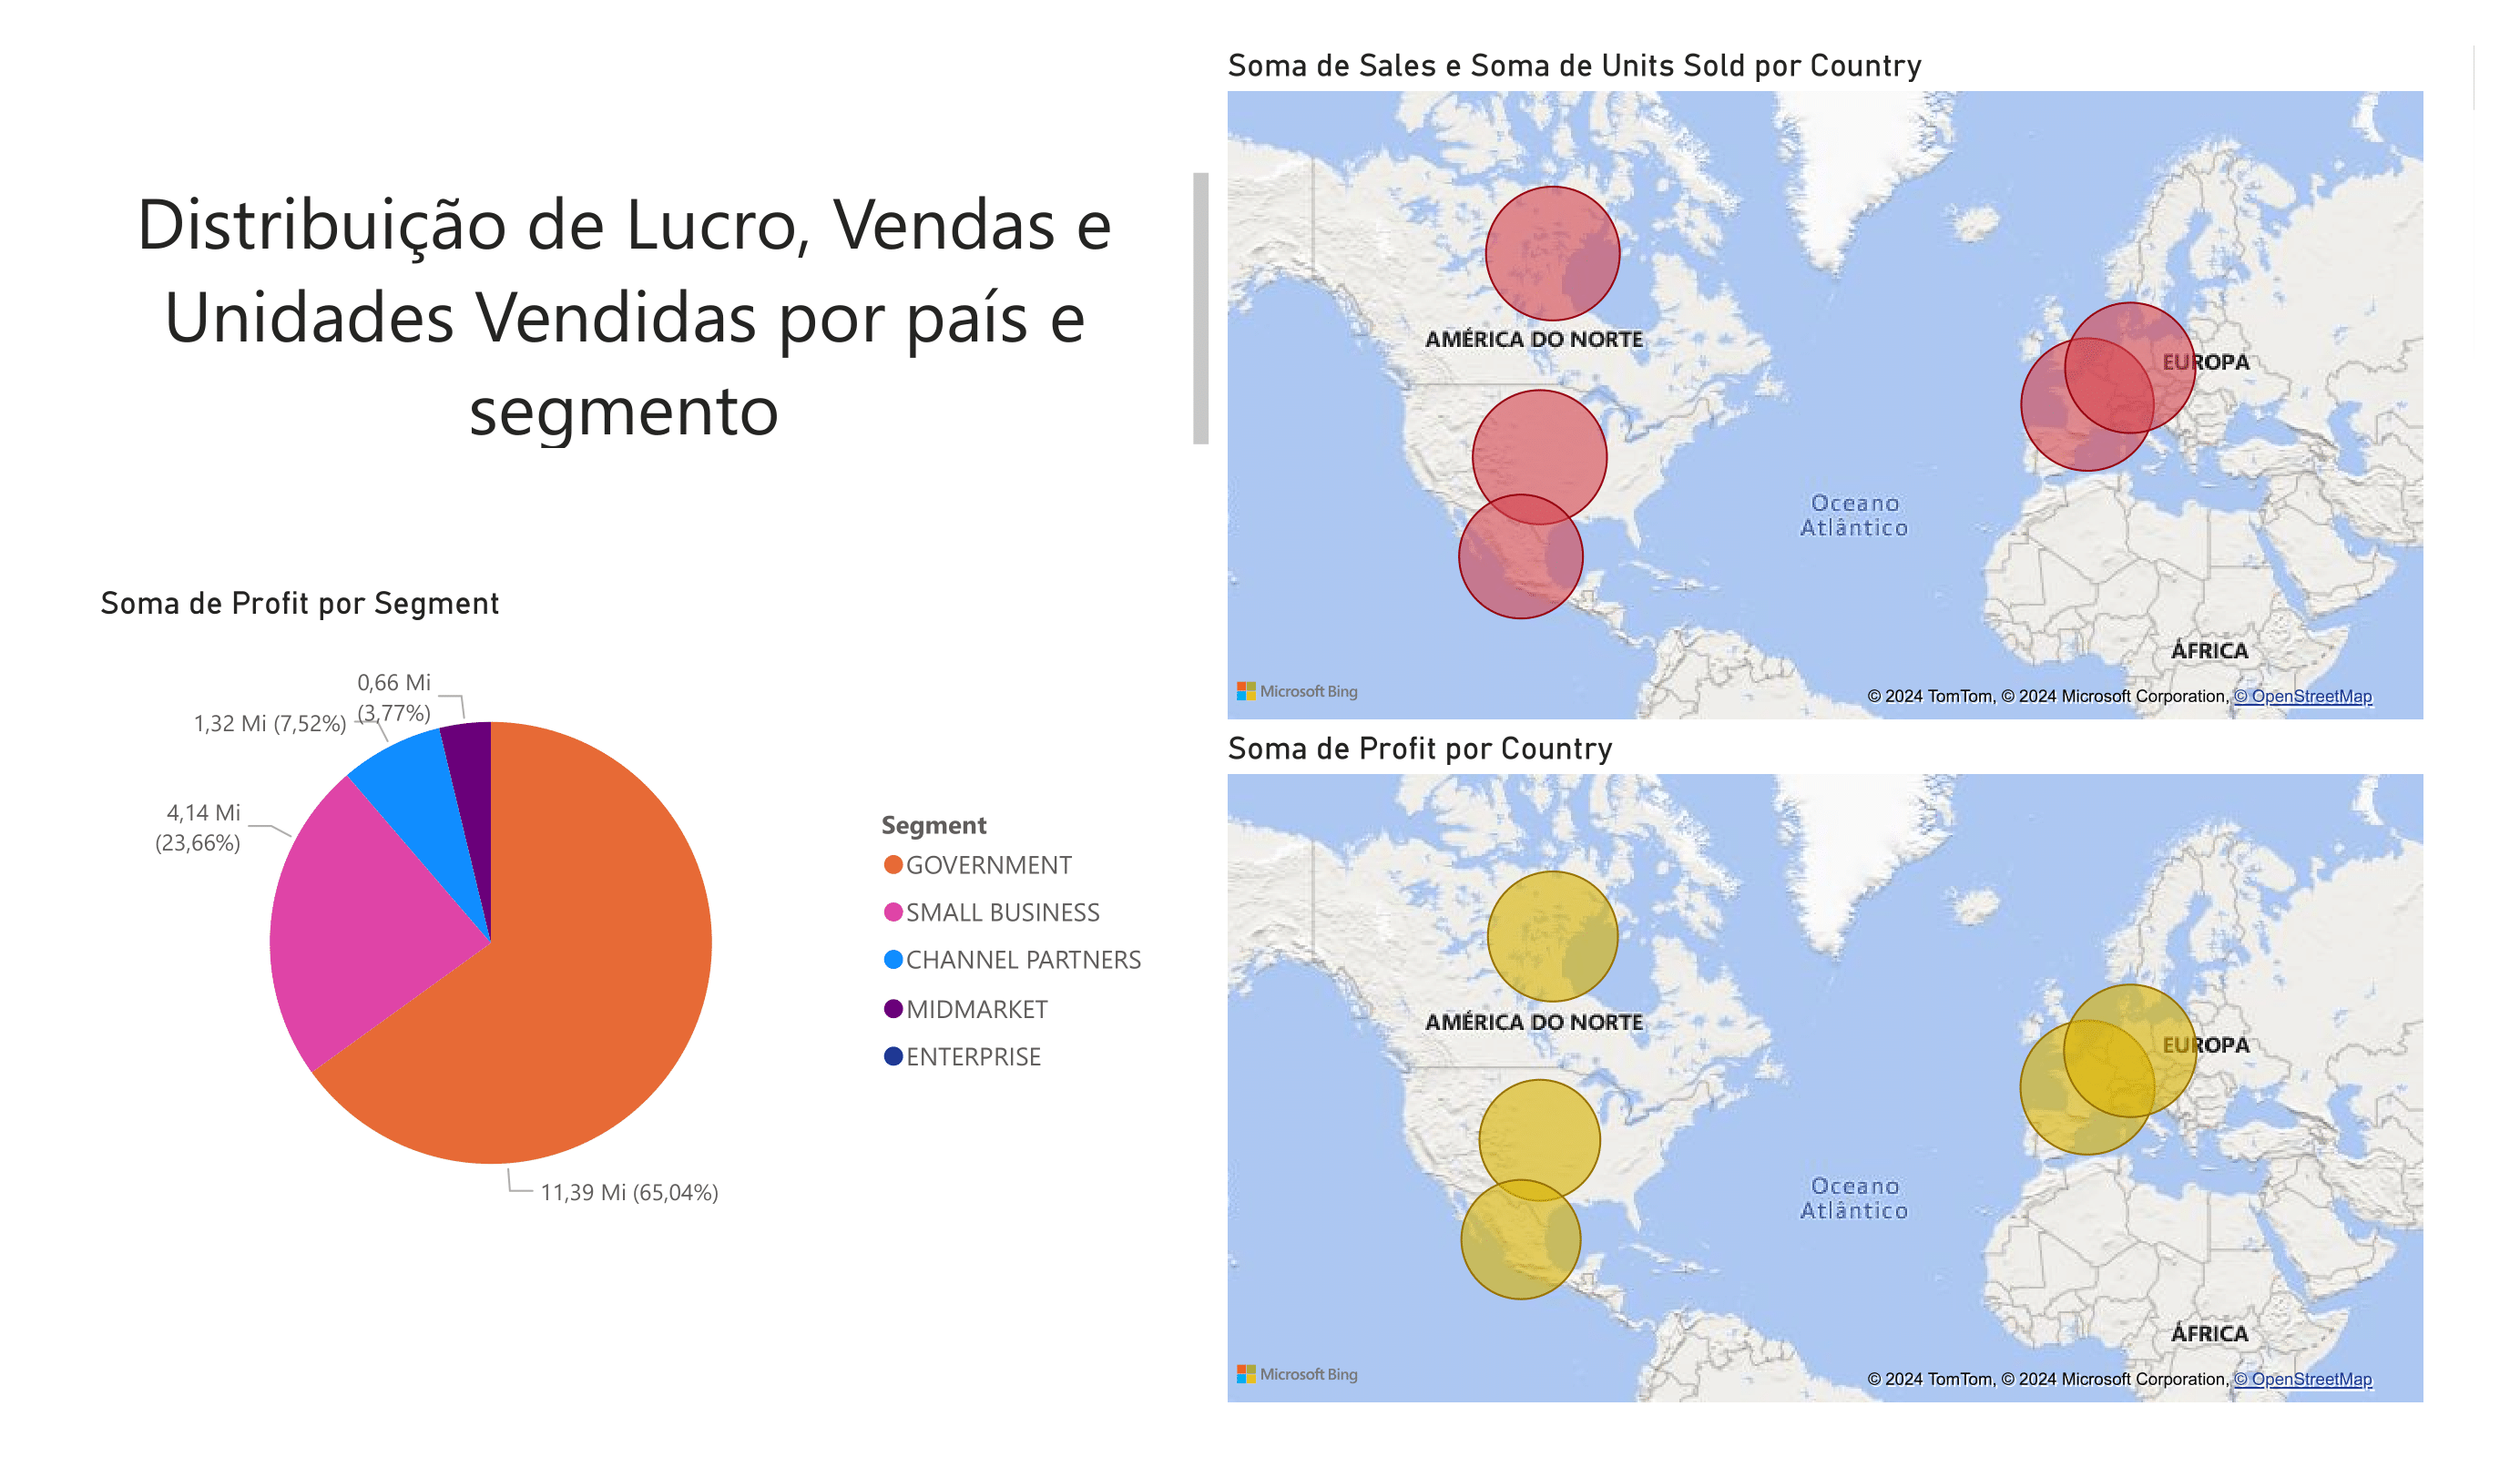 Distribuição de Lucro, Vendas e
Unidades Vendidas por país e
segmento
Soma de Profit por Segment
0,66 Mi
(3,77%)
1,32 Mi (7,52%)
4,14 Mi
(23,66%)
11,39 Mi (65,04%)
Segment
GOVERNMENT
SMALL BUSINESS
CHANNEL PARTNERS
MIDMARKET
ENTERPRISE
Soma de Sales e Soma de Units Sold por Country
AMÉRICA DO NORTE
EUROPA
Oceano
Atlântico
ÁFRICA
Microsoft Bing
© 2024 TomTom, © 2024 Microsoft Corporation, © OpenStreetMap
Soma de Profit por Country
AMÉRICA DO NORTE
EUROPA
Oceano
Atlântico
ÁFRICA
Microsoft Bing
© 2024 TomTom, © 2024 Microsoft Corporation, © OpenStreetMap